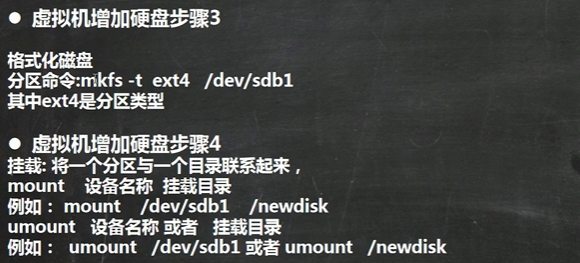 ● 虚拟机增加硬盘步骤3
格式化磁盘
分区命令:mkfs -t ext4 /dev/sdb1
其中ext4是分区类型
● 虚拟机增加硬盘步骤4
挂载: 将一个分区与一个目录联系起来，
mount 设备名称 挂载目录
例如： mount /dev/sdb1 /newdisk
umount 设备名称 或者 挂载目录
例如： umount /dev/sdb1 或者 umount /newdisk